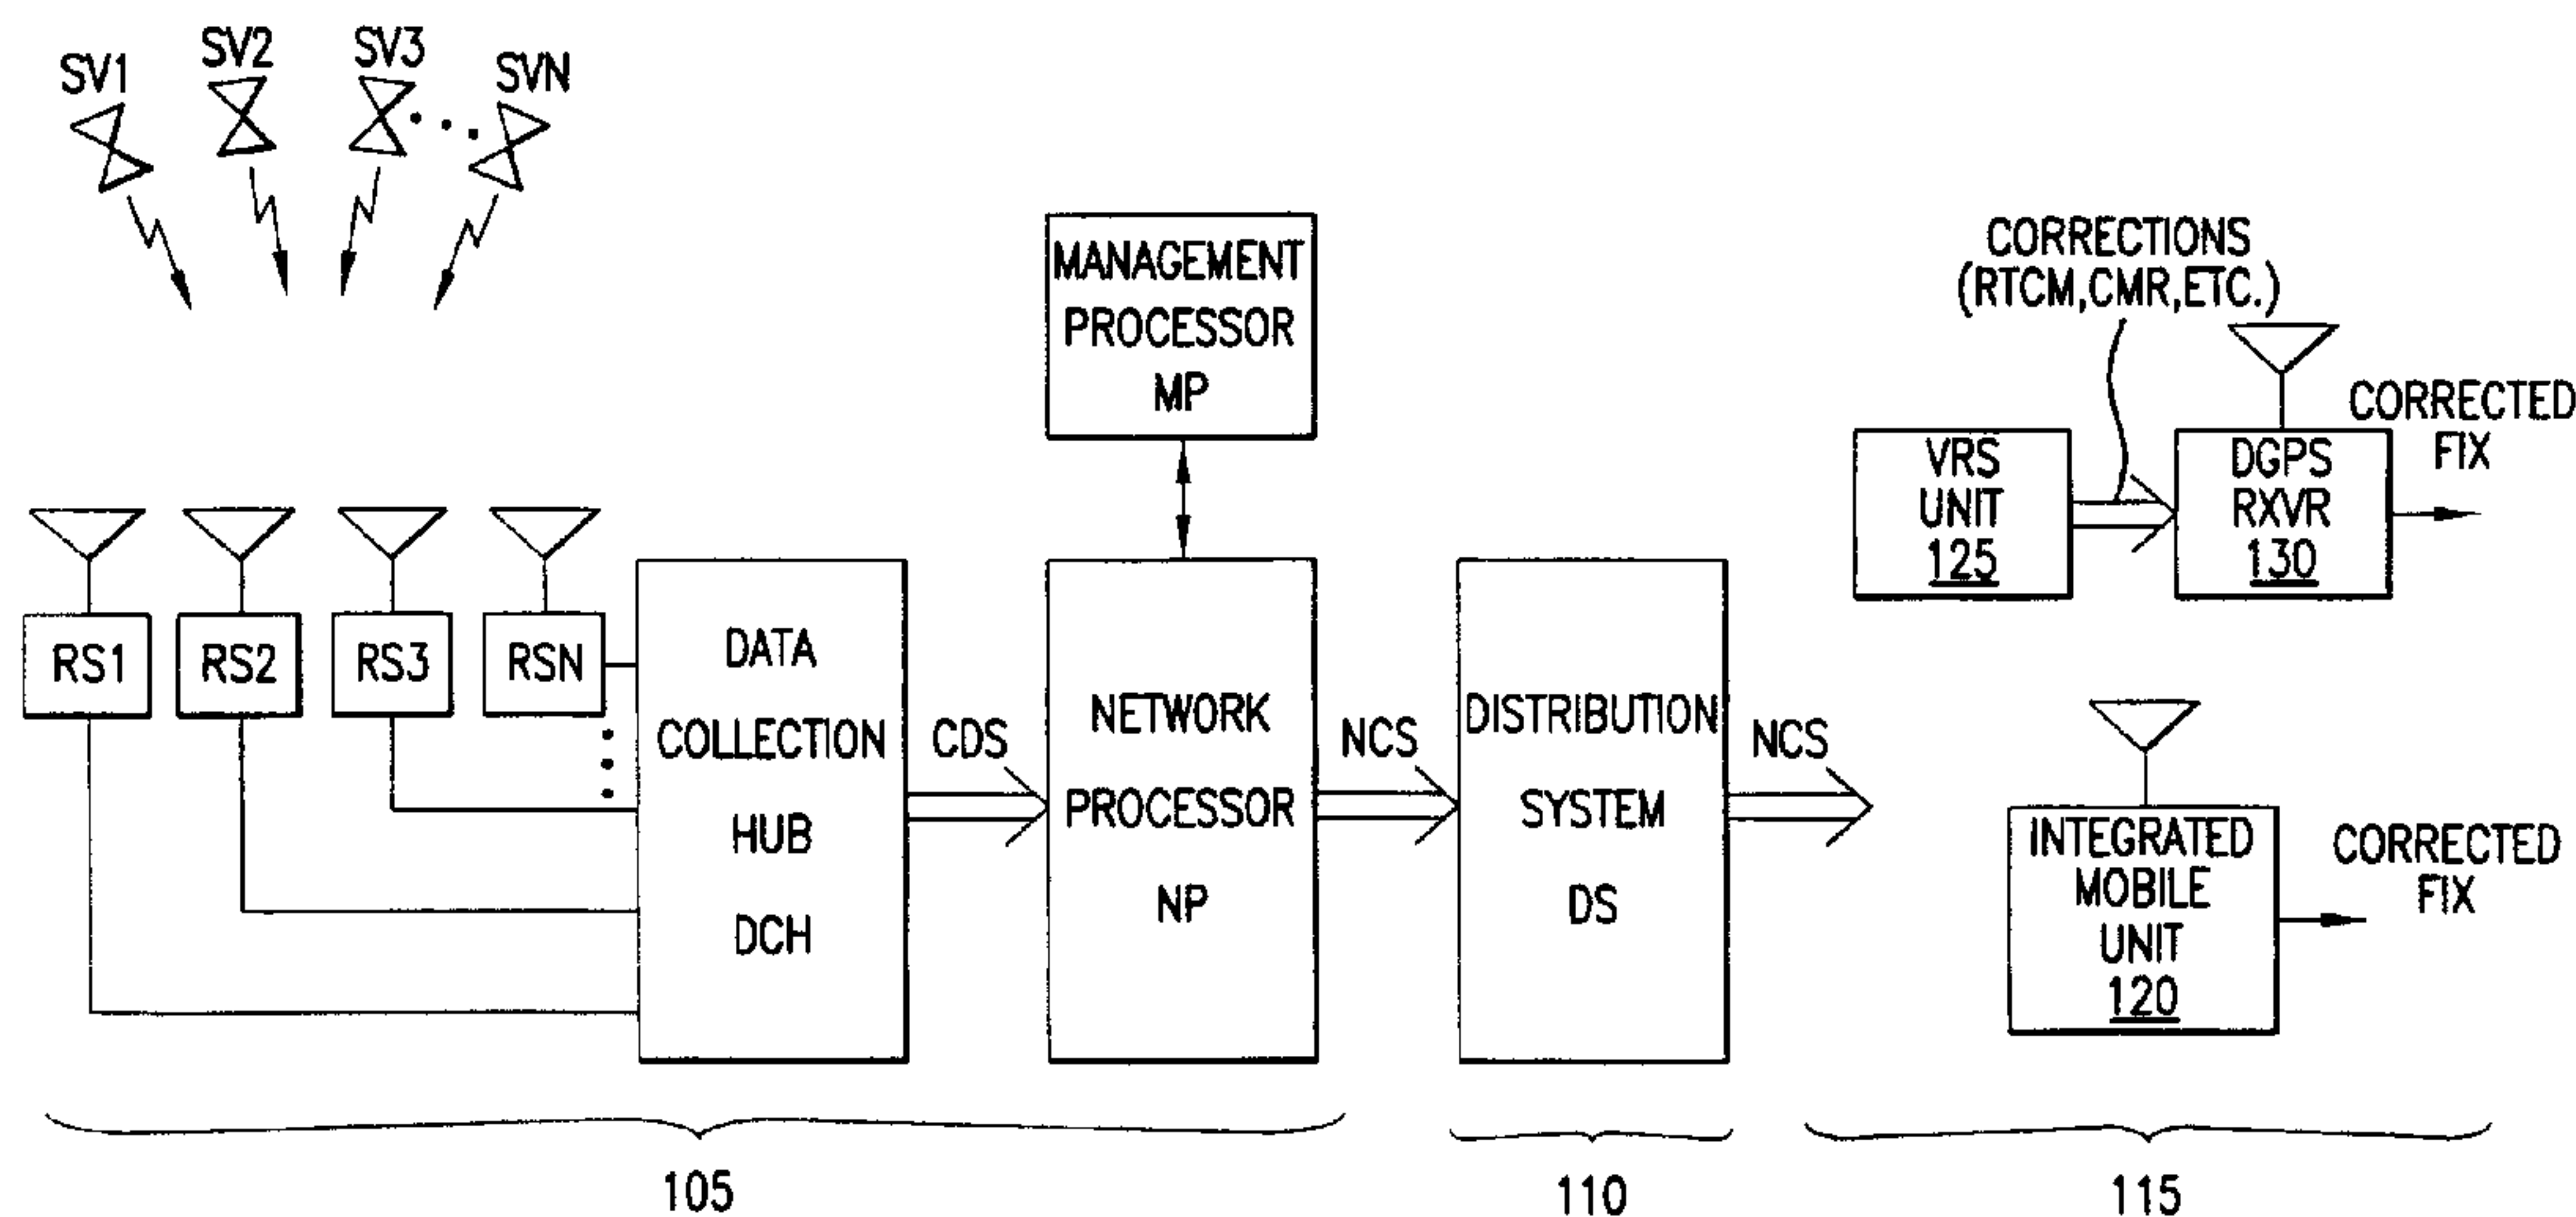 SV1
SV2
SV3
SVN
MANAGEMENT
PROCESSOR
MP
CORRECTIONS
(RTCM,CMR,ETC.)
VRS
UNIT
125
DGPS
RXVR
130
CORRECTED
FIX
RS1
RS2
RS3
RSN
DATA
COLLECTION
HUB
DCH
CDS
NETWORK
PROCESSOR
NP
NCS
DISTRIBUTION
SYSTEM
DS
NCS
INTEGRATED
MOBILE
UNIT
120
CORRECTED
FIX
105
110
115